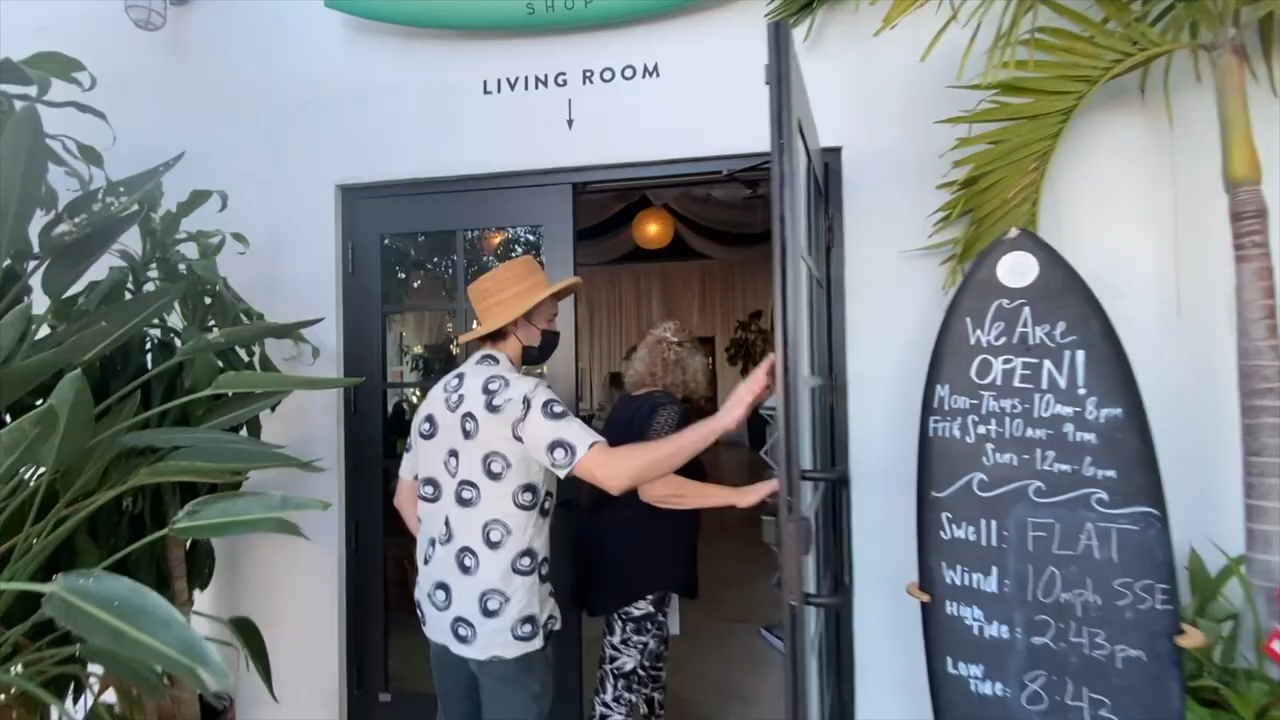 SHOP
LIVING ROOM
We Are
OPEN!
Mon-Thurs-10am-8pm
Fri & Sat-10am-9pm
Sun-12pm-6pm
Swell: FLAT
Wind: 10mph SSE
High Tide: 2:43pm
Low Tide: 8:42